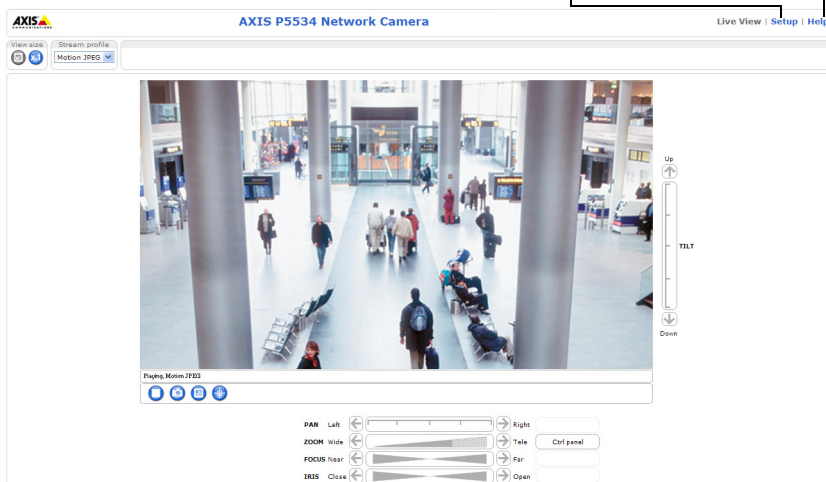 AXIS
COMMUNICATIONS
AXIS P5534 Network Camera
Live View | Setup | Help
View size
Stream profile
Motion JPEG
Up
TILT
Down
Playing, Motion JPEG
PAN Left Right
ZOOM Wide Tele Ctrl panel
FOCUS Near Far
IRIS Close Open